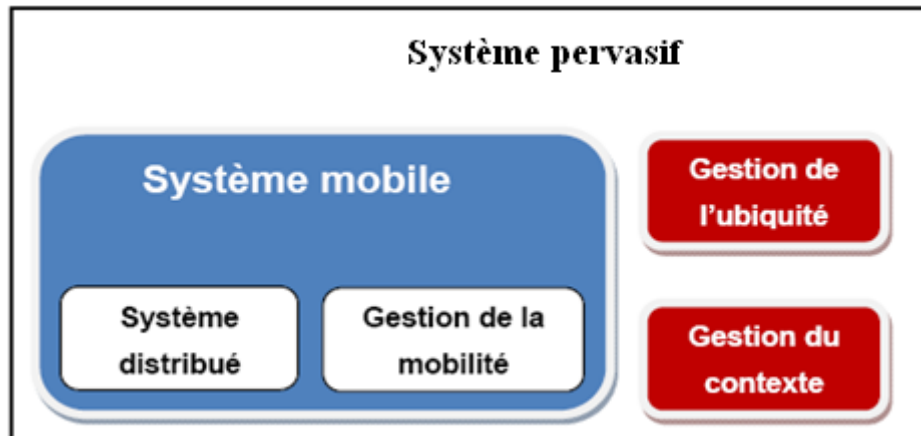 Système pervasif
Système mobile
Gestion de
l'ubiquité
Système
distribué
Gestion de la
mobilité
Gestion du
contexte